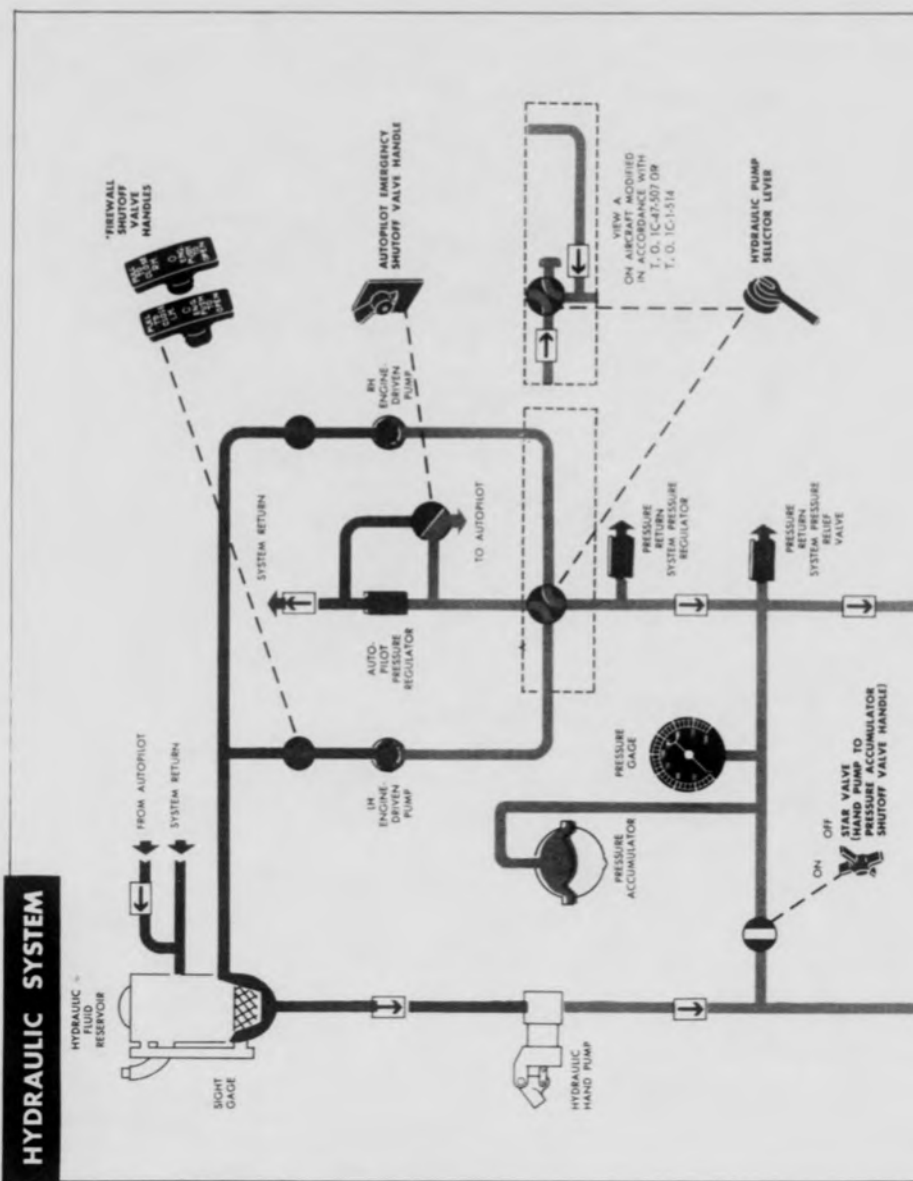 HYDRAULIC SYSTEM
HYDRAULIC
FLUID
RESERVOIR
SIGHT
GAGE
FROM AUTOPILOT
SYSTEM RETURN
HYDRAULIC
HAND PUMP
LH
ENGINE-
DRIVEN
PUMP
SYSTEM RETURN
AUTO-
PILOT
PRESSURE
REGULATOR
TO AUTOPILOT
RH
ENGINE-
DRIVEN
PUMP
*FIREWALL
SHUTOFF
VALVE
HANDLES
AUTOPILOT EMERGENCY
SHUTOFF VALVE HANDLE
VIEW A
ON AIRCRAFT MODIFIED
IN ACCORDANCE WITH
T. O. 1C-47-507 OR
T. O. 1C-1-514
HYDRAULIC PUMP
SELECTOR LEVER
PRESSURE
ACCUMULATOR
PRESSURE
GAGE
PRESSURE
RETURN
SYSTEM PRESSURE
REGULATOR
PRESSURE
RETURN
SYSTEM PRESSURE
RELIEF
VALVE
ON
OFF
STAR VALVE
(HAND PUMP TO
PRESSURE ACCUMULATOR
SHUTOFF VALVE HANDLE)